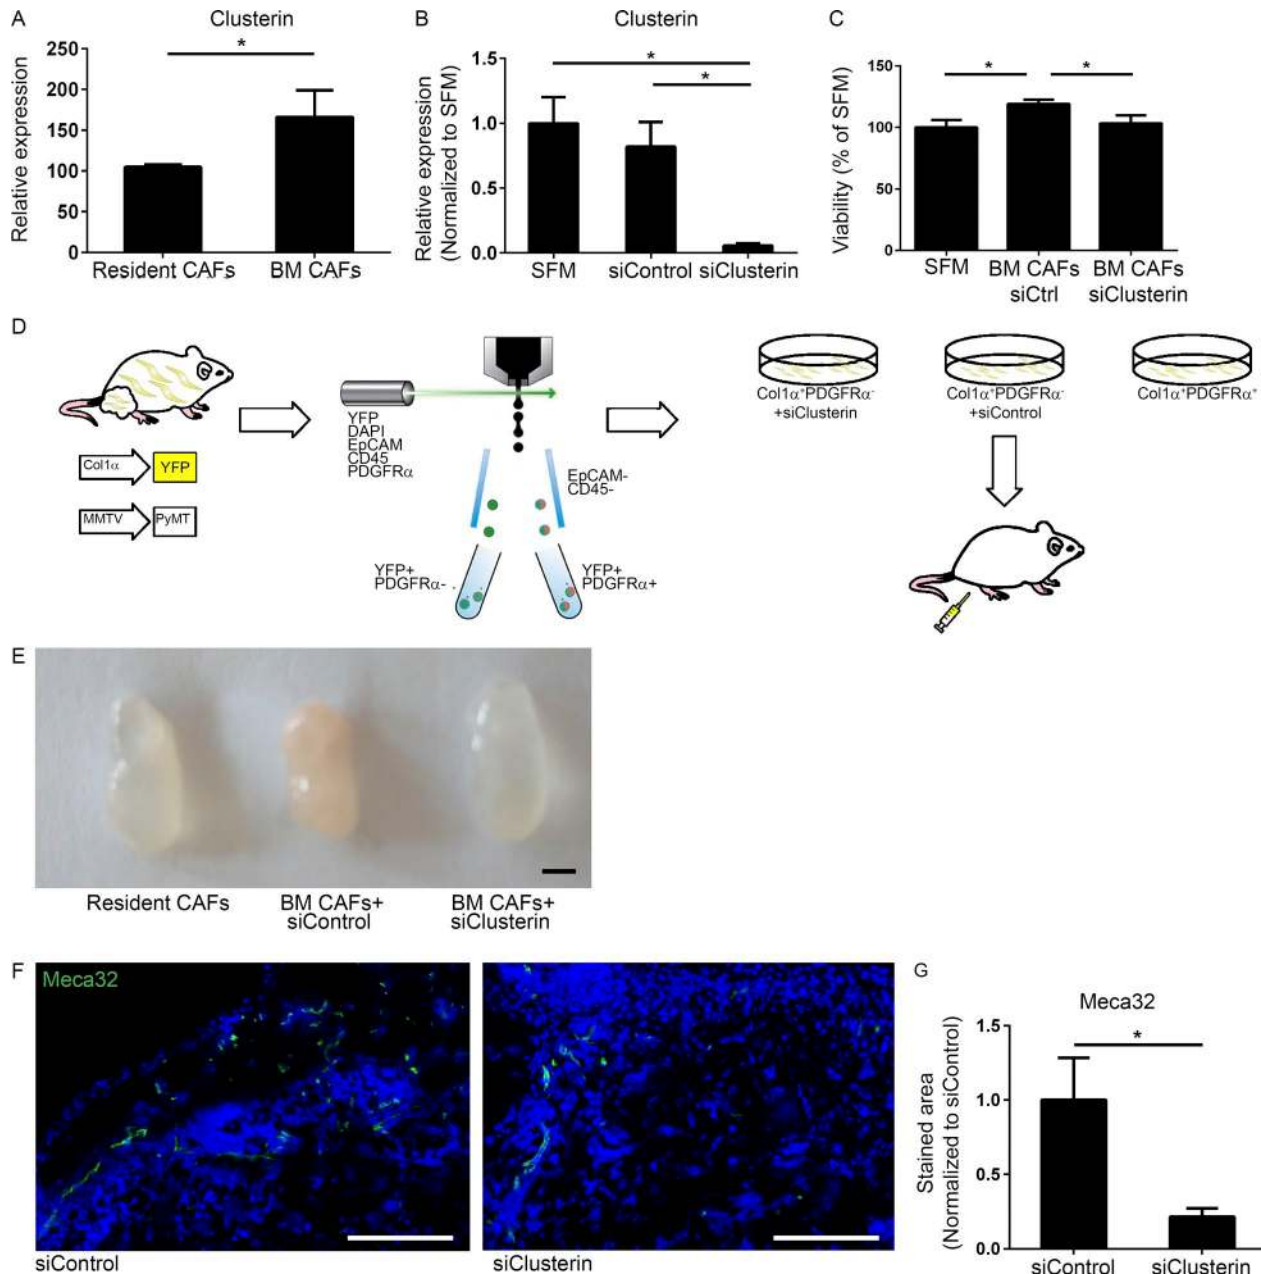 A
Clusterin
*
250
200
150
100
50
0
Relative expression
Resident CAFs
BM CAFs
B
Clusterin
*
*
1.5
1.0
0.5
0.0
Relative expression
(Normalized to SFM)
SFM
siControl
siClusterin
C
*
*
150
100
50
0
Viability (% of SFM)
SFM
BM CAFs
siCtrl
BM CAFs
siClusterin
D
Col1α
YFP
MMTV
PyMT
YFP
DAPI
EpCAM
CD45
PDGFRα
EpCAM-
CD45-
YFP+
PDGFRα-
YFP+
PDGFRα+
Col1α⁺PDGFRα⁻
+siClusterin
Col1α⁺PDGFRα⁻
+siControl
Col1α⁺PDGFRα⁺
E
Resident CAFs
BM CAFs+
siControl
BM CAFs+
siClusterin
F
Meca32
siControl
siClusterin
G
Meca32
*
1.5
1.0
0.5
0.0
Stained area
(Normalized to siControl)
siControl
siClusterin